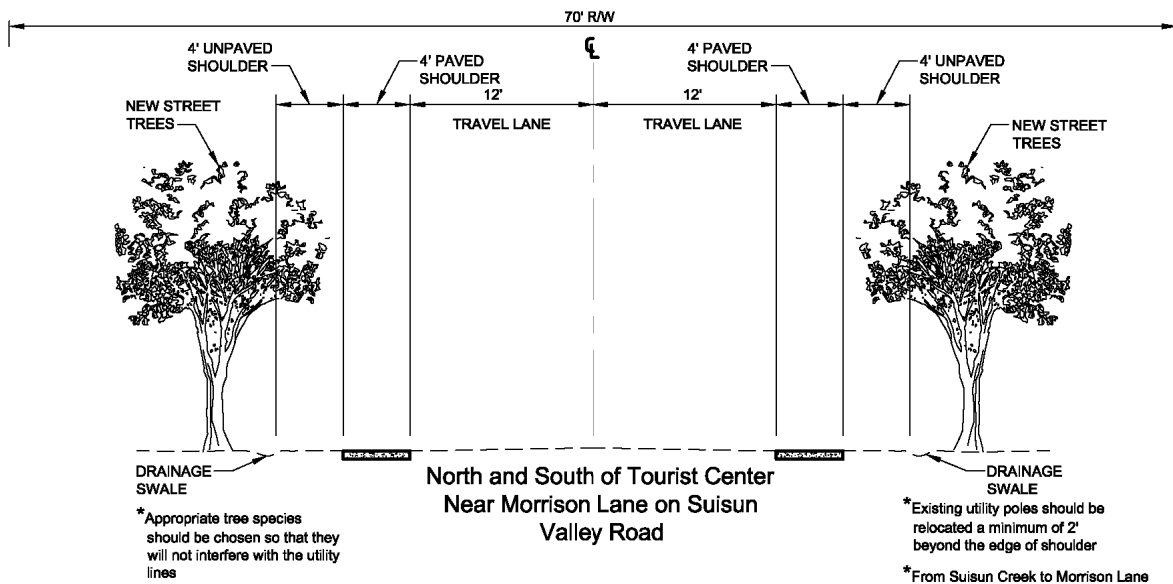 70' R/W
℄
4' UNPAVED
SHOULDER
4' PAVED
SHOULDER
4' PAVED
SHOULDER
4' UNPAVED
SHOULDER
NEW STREET
TREES
12'
TRAVEL LANE
12'
TRAVEL LANE
NEW STREET
TREES
DRAINAGE
SWALE
*Appropriate tree species
should be chosen so that they
will not interfere with the utility
lines
North and South of Tourist Center
Near Morrison Lane on Suisun
Valley Road
DRAINAGE
SWALE
*Existing utility poles should be
relocated a minimum of 2'
beyond the edge of shoulder
*From Suisun Creek to Morrison Lane